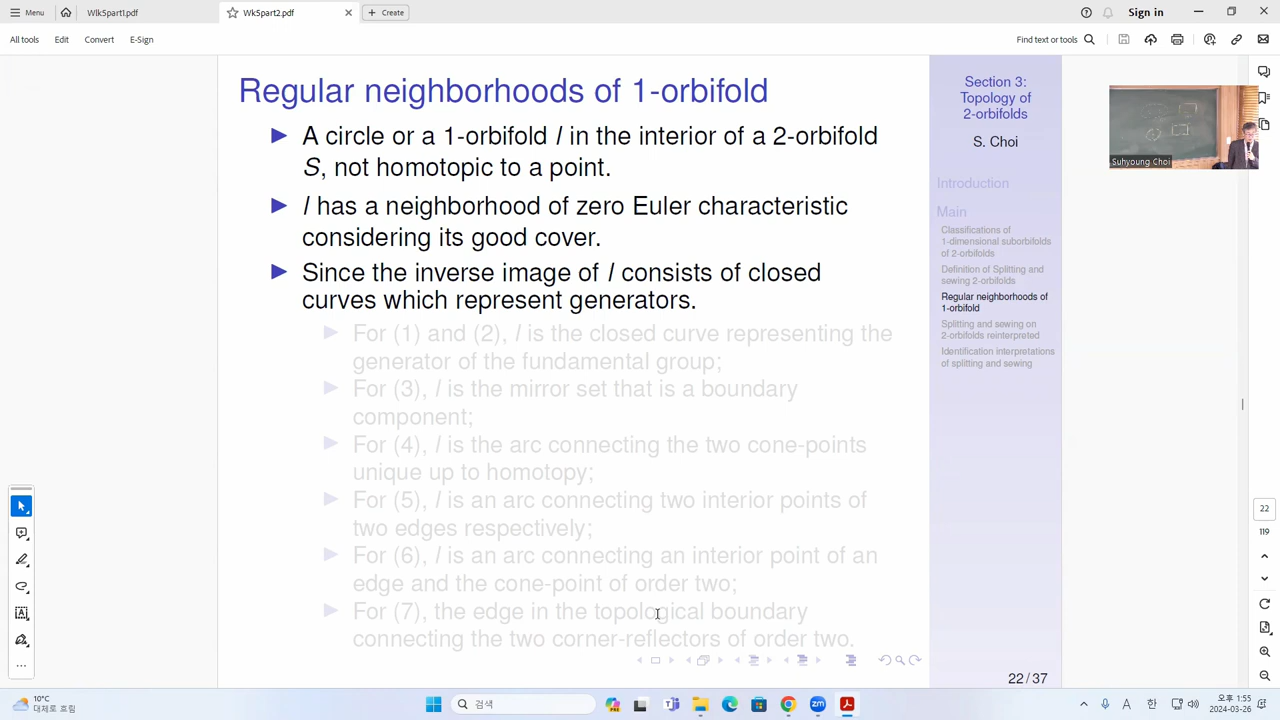 Menu
Wk5part1.pdf
Wk5part2.pdf
Create
Sign in
All tools
Edit
Convert
E-Sign
Find text or tools
Regular neighborhoods of 1-orbifold
A circle or a 1-orbifold l in the interior of a 2-orbifold
S, not homotopic to a point.
l has a neighborhood of zero Euler characteristic
considering its good cover.
Since the inverse image of l consists of closed
curves which represent generators.
For (1) and (2), l is the closed curve representing the
generator of the fundamental group;
For (3), l is the mirror set that is a boundary
component;
For (4), l is the arc connecting the two cone-points
unique up to homotopy;
For (5), l is an arc connecting two interior points of
two edges respectively;
For (6), l is an arc connecting an interior point of an
edge and the cone-point of order two;
For (7), the edge in the topological boundary
connecting the two corner-reflectors of order two.
Section 3:
Topology of
2-orbifolds
S. Choi
Introduction
Main
Classifications of
1-dimensional suborbifolds
of 2-orbifolds
Definition of Splitting and
sewing 2-orbifolds
Regular neighborhoods of
1-orbifold
Splitting and sewing on
2-orbifolds reinterpreted
Identification interpretations
of splitting and sewing
22 / 37
Suhyoung Choi
22
119
10°C
대체로 흐림
검색
A
한
오후 1:55
2024-03-26